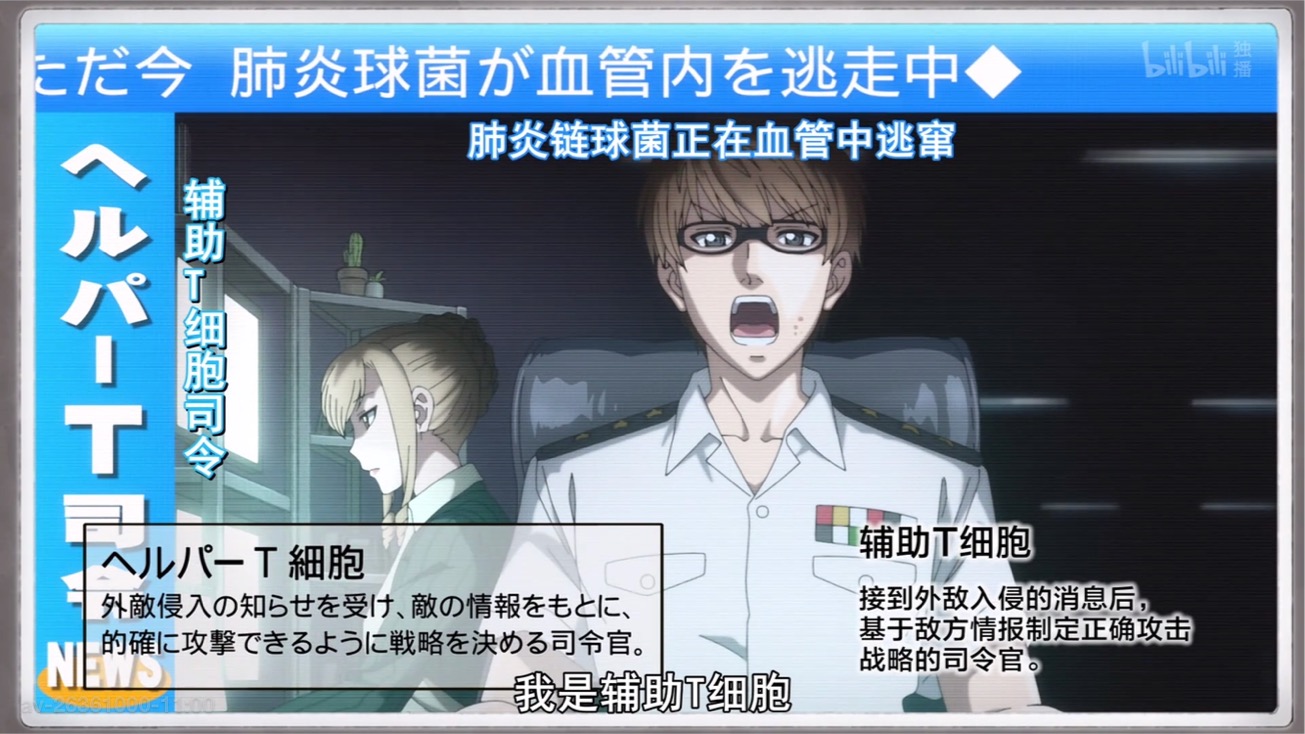 ただ今 肺炎球菌が血管内を逃走中◆
bilibili 独播
肺炎链球菌正在血管中逃窜
ヘルパーT司令
辅助T细胞司令
ヘルパーT細胞
外敵侵入の知らせを受け、敵の情報をもとに、
的確に攻撃できるように戦略を決める司令官。
辅助T细胞
接到外敌入侵的消息后，
基于敌方情报制定正确攻击
战略的司令官。
NEWS
我是辅助T细胞